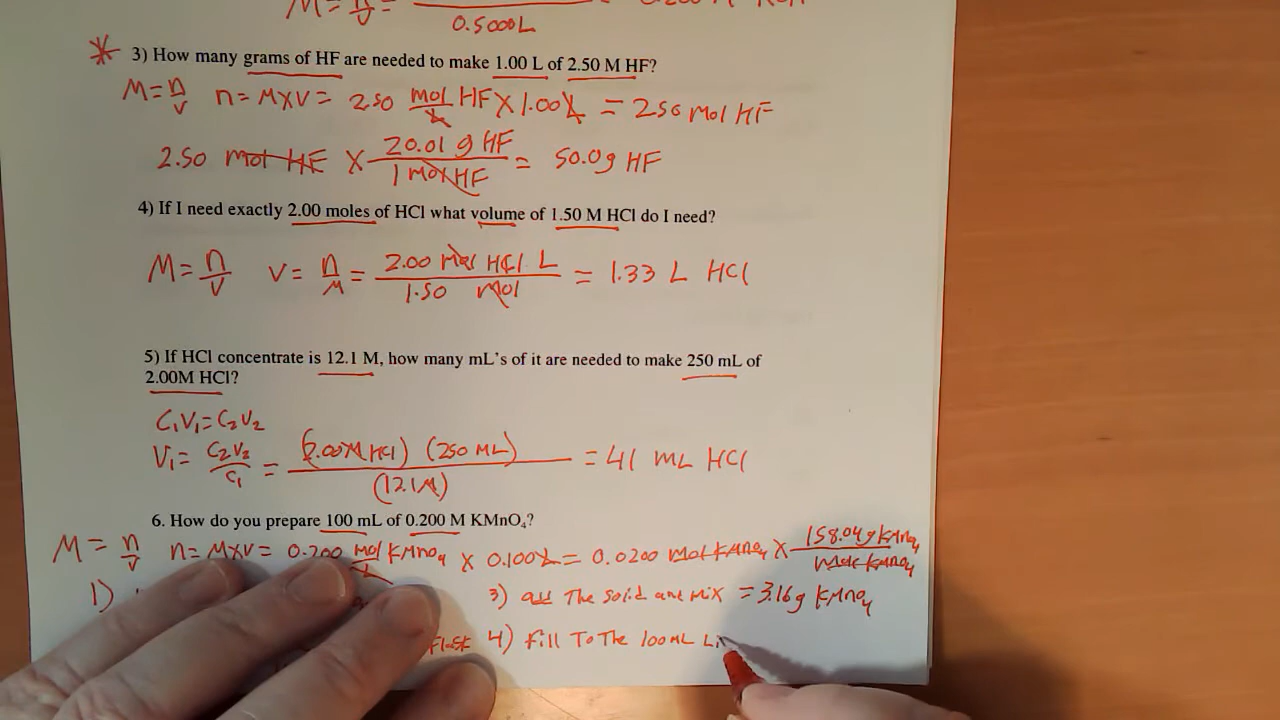 M = n/v =
0.5000L
3) How many grams of HF are needed to make 1.00 L of 2.50 M HF?
M = n/v n = M x V = 2.50 mol/L HF x 1.00 L = 2.50 mol HF
2.50 mol HF x 20.01 g HF / 1 mol HF = 50.0g HF
4) If I need exactly 2.00 moles of HCl what volume of 1.50 M HCl do I need?
M = n/v v = n/M = 2.00 mol HCl L / 1.50 mol = 1.33 L HCl
5) If HCl concentrate is 12.1 M, how many mL's of it are needed to make 250 mL of
2.00M HCl?
C₁V₁ = C₂V₂
V₁ = C₂V₂/C₁ = (2.00M HCl) (250 ML) / (12.1M) = 41 mL HCl
6. How do you prepare 100 mL of 0.200 M KMnO₄?
M = n/v n = M x V = 0.200 mol/L KMnO₄ x 0.100 L = 0.0200 mol KMnO₄ x 158.04g KMnO₄ / mol KMnO₄
1) 3) add The solid and mix = 3.16g KMnO₄
Flask 4) fill To The 100 mL Li